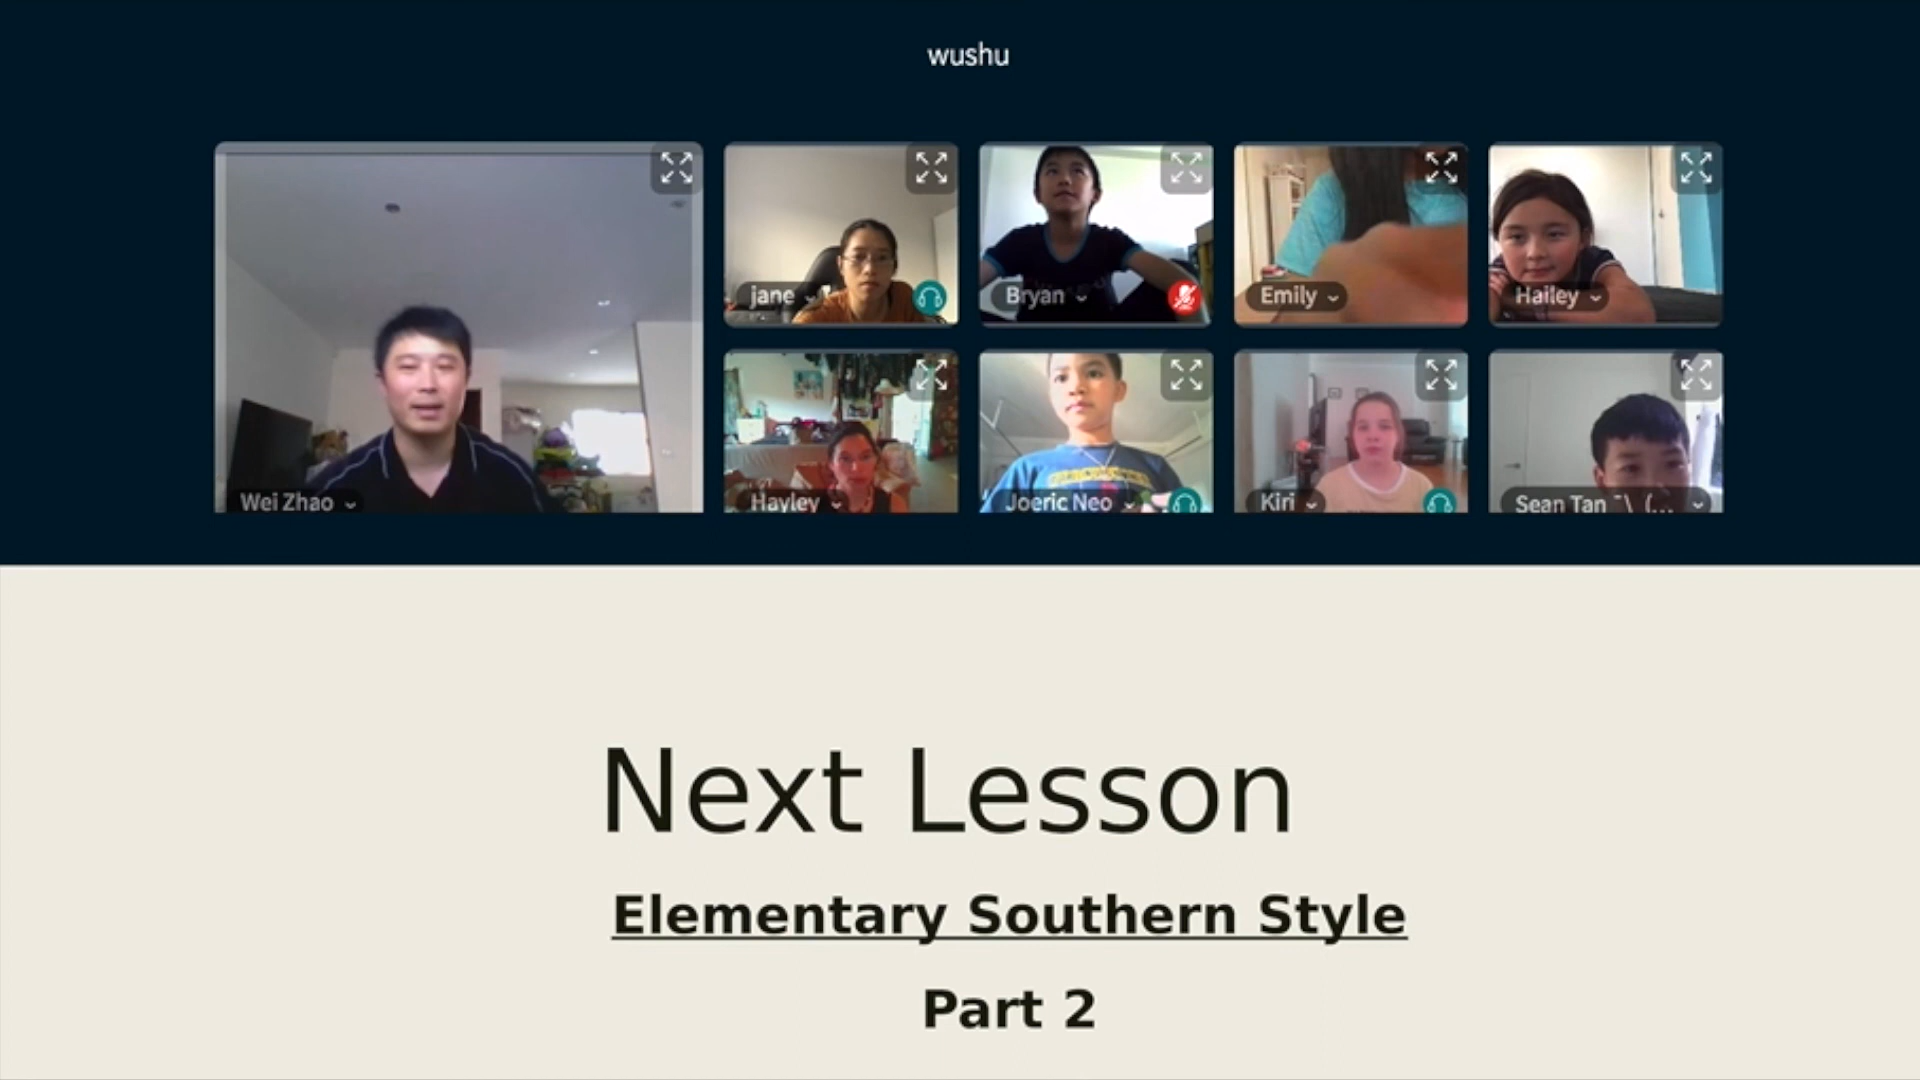 wushu
jane
Bryan
Emily
Hailey
Wei Zhao
Hayley
Joeric Neo
Kiri
Sean Tan ¯\_(...
Next Lesson
Elementary Southern Style
Part 2